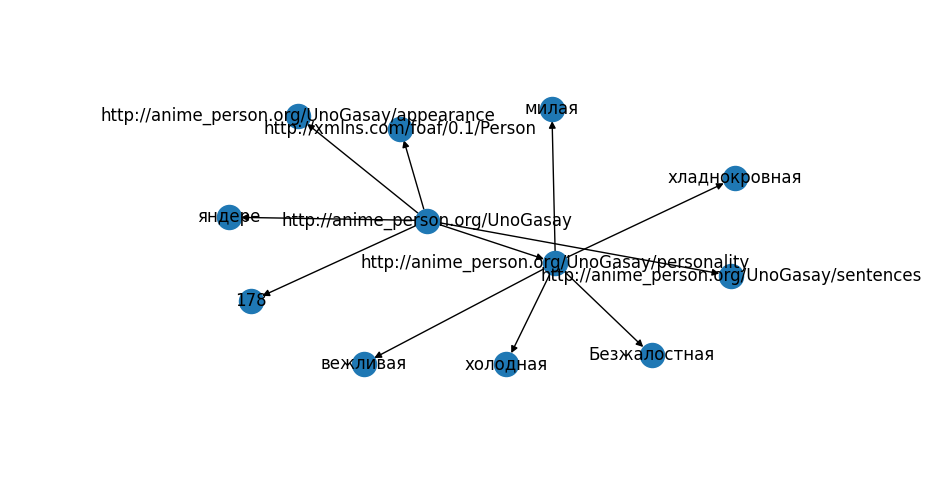 милая
http://anime_person.org/UnoGasay/appearance
http://xmlns.com/foaf/0.1/Person
хладнокровная
яндере
http://anime_person.org/UnoGasay
http://anime_person.org/UnoGasay/personality
http://anime_person.org/UnoGasay/sentences
178
Безжалостная
вежливая
холодная